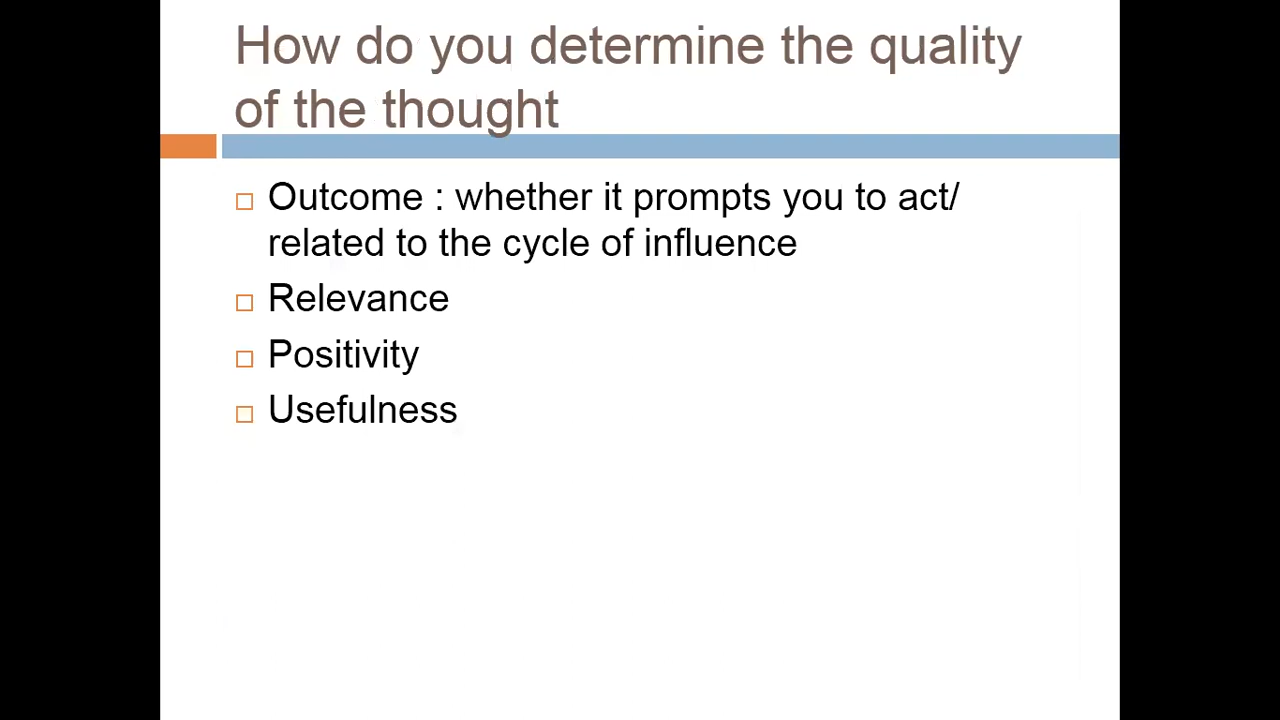 How do you determine the quality
of the thought
Outcome : whether it prompts you to act/
related to the cycle of influence
Relevance
Positivity
Usefulness